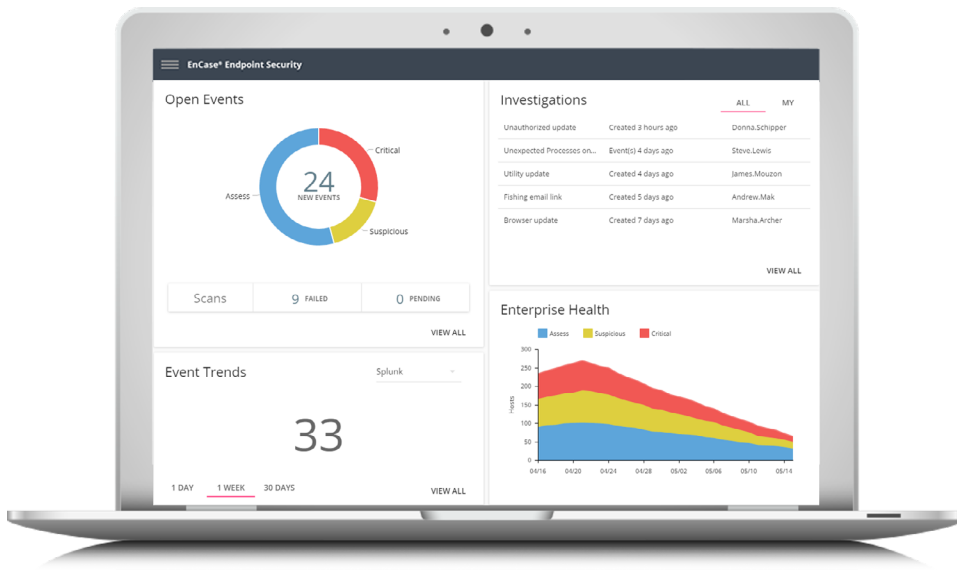 EnCase® Endpoint Security
Open Events
Critical
24
NEW EVENTS
Assess
Suspicious
Scans 9 FAILED 0 PENDING
VIEW ALL
Event Trends Splunk
33
1 DAY 1 WEEK 30 DAYS
VIEW ALL
Investigations ALL MY
Unauthorized update Created 3 hours ago Donna.Schipper
Unexpected Processes on... Event(s) 4 days ago Steve.Lewis
Utility update Created 4 days ago James.Mouzon
Fishing email link Created 5 days ago Andrew.Mak
Browser update Created 7 days ago Marsha.Archer
VIEW ALL
Enterprise Health
Assess Suspicious Critical
300
250
200
150
100
50
0
Hosts
04/16 04/20 04/24 04/28 05/02 05/06 05/10 05/14